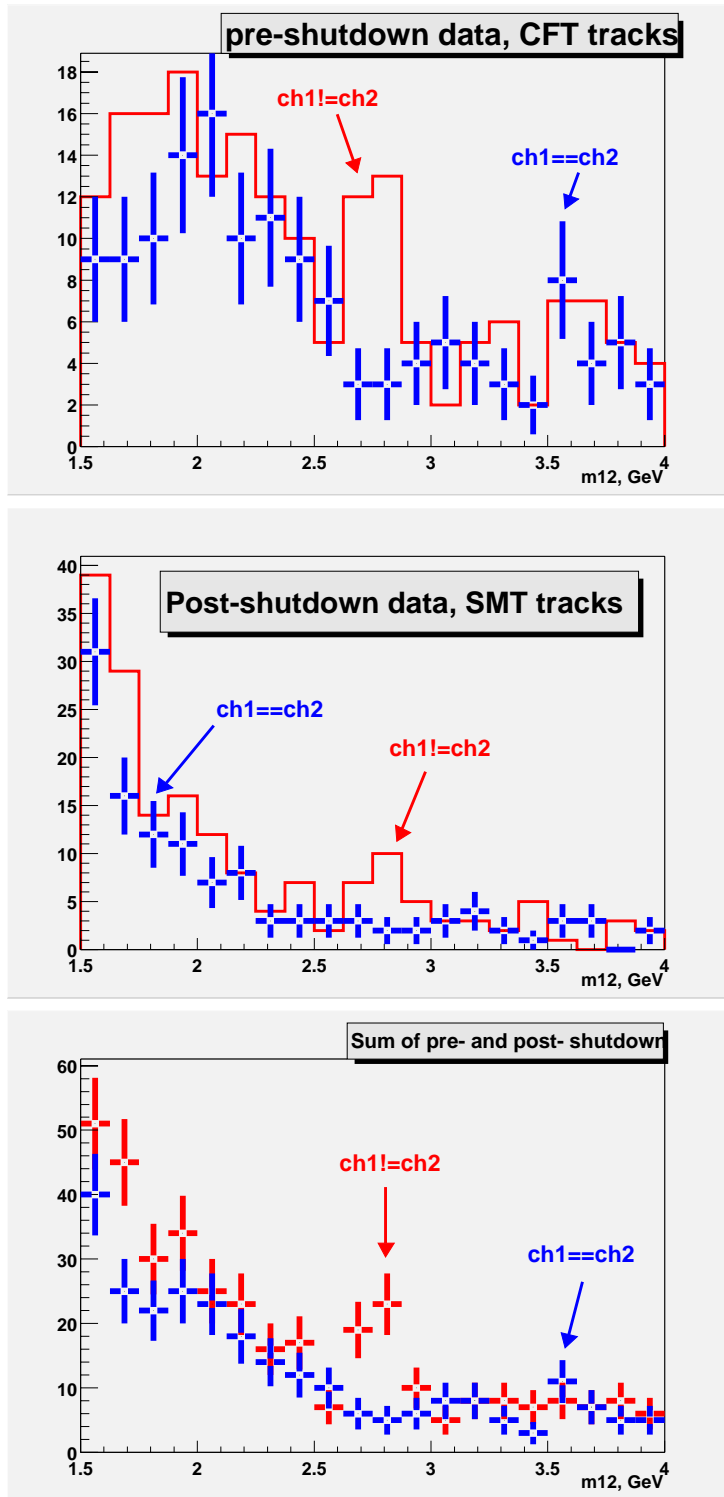 pre-shutdown data, CFT tracks
18
16
14
12
10
8
6
4
2
0
ch1!=ch2
ch1==ch2
1.5 2 2.5 3 3.5 4
m12, GeV
Post-shutdown data, SMT tracks
40
35
30
25
20
15
10
5
0
ch1==ch2
ch1!=ch2
1.5 2 2.5 3 3.5 4
m12, GeV
Sum of pre- and post- shutdown
60
50
40
30
20
10
0
ch1!=ch2
ch1==ch2
1.5 2 2.5 3 3.5 4
m12, GeV